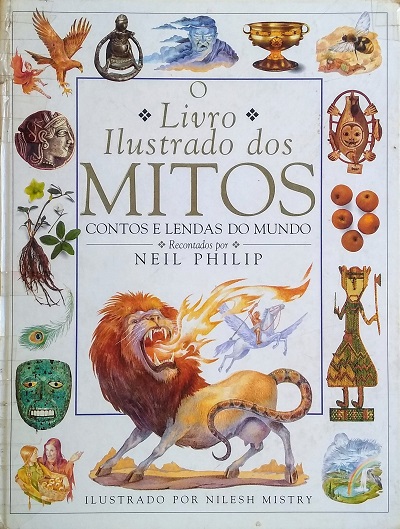 O
Livro
Ilustrado dos
MITOS
CONTOS E LENDAS DO MUNDO
Recontados por
NEIL PHILIP
ILUSTRADO POR NILESH MISTRY